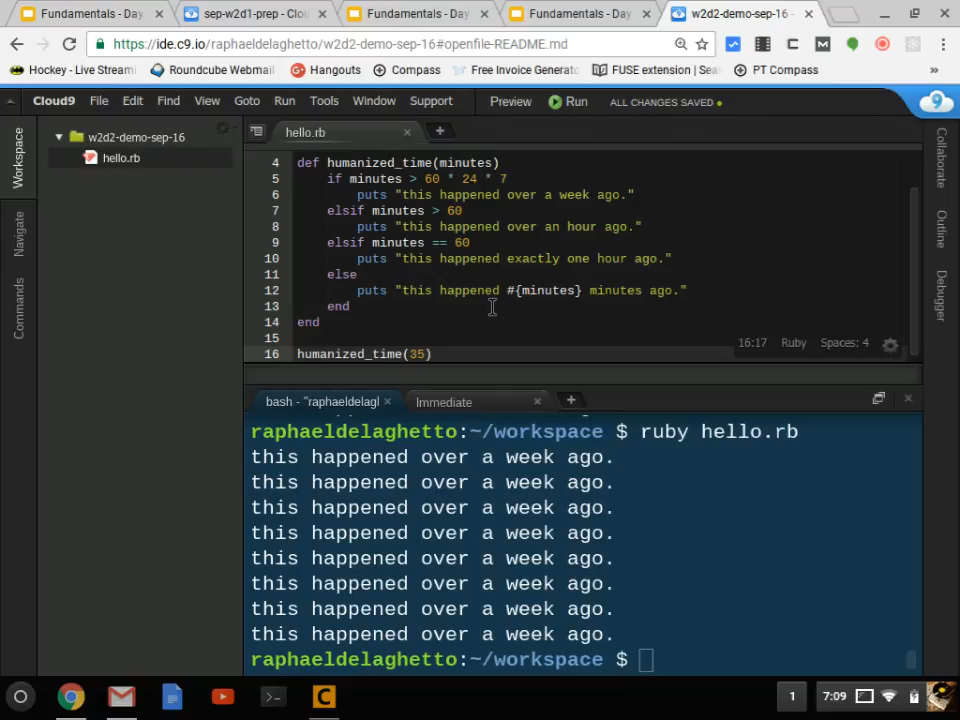 Fundamentals - Day
sep-w2d1-prep - Clou
Fundamentals - Day
Fundamentals - Day
w2d2-demo-sep-16 -
https://ide.c9.io/raphaeldelaghetto/w2d2-demo-sep-16#openfile-README.md
Hockey - Live Streami
Roundcube Webmail
Hangouts
Compass
Free Invoice Generato
FUSE extension | Sea
PT Compass
»
Cloud9 File Edit Find View Goto Run Tools Window Support Preview Run ALL CHANGES SAVED
Workspace
Navigate
Commands
w2d2-demo-sep-16
hello.rb
hello.rb
4 def humanized_time(minutes)
5 if minutes > 60 * 24 * 7
6 puts "this happened over a week ago."
7 elsif minutes > 60
8 puts "this happened over an hour ago."
9 elsif minutes == 60
10 puts "this happened exactly one hour ago."
11 else
12 puts "this happened #{minutes} minutes ago."
13 end
14 end
15
16 humanized_time(35)
16:17 Ruby Spaces: 4
Collaborate
Outline
Debugger
bash - "raphaeldelagl
Immediate
raphaeldelaghetto:~/workspace $ ruby hello.rb
this happened over a week ago.
this happened over a week ago.
this happened over a week ago.
this happened over a week ago.
this happened over a week ago.
this happened over a week ago.
this happened over a week ago.
this happened over a week ago.
raphaeldelaghetto:~/workspace $
1
7:09